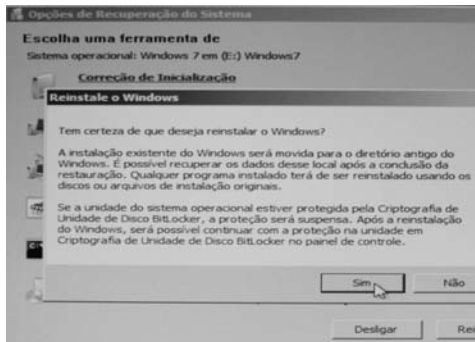 Opções de Recuperação do Sistema
Escolha uma ferramenta de
Sistema operacional: Windows 7 em (E:) Windows7
Correção de Inicialização
Reinstale o Windows
Tem certeza de que deseja reinstalar o Windows?
A instalação existente do Windows será movida para o diretório antigo do
Windows. É possível recuperar os dados desse local após a conclusão da
restauração. Qualquer programa instalado terá de ser reinstalado usando os
discos ou arquivos de instalação originais.
Se a unidade do sistema operacional estiver protegida pela Criptografia de
Unidade de Disco BitLocker, a proteção será suspensa. Após a reinstalação
do Windows, será possível continuar com a proteção na unidade em
Criptografia de Unidade de Disco BitLocker no painel de controle.
Sim Não
Desligar Rei